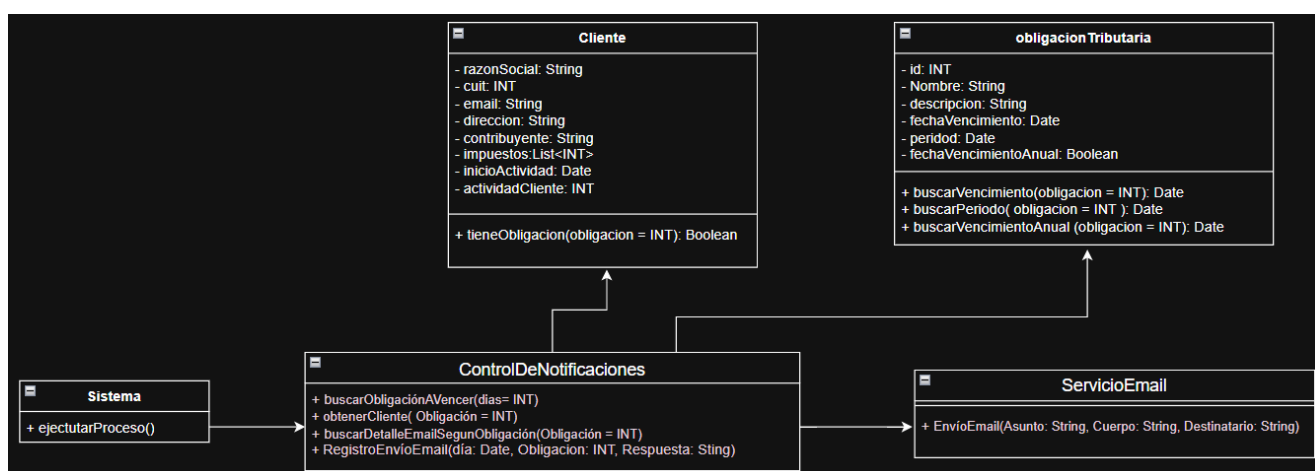 Cliente
- razonSocial: String
- cuit: INT
- email: String
- direccion: String
- contribuyente: String
- impuestos:List<INT>
- inicioActividad: Date
- actividadCliente: INT
+ tieneObligacion(obligacion = INT): Boolean
obligacionTributaria
- id: INT
- Nombre: String
- descripcion: String
- fechaVencimiento: Date
- peridod: Date
- fechaVencimientoAnual: Boolean
+ buscarVencimiento(obligacion = INT): Date
+ buscarPeriodo( obligacion = INT ): Date
+ buscarVencimientoAnual (obligacion = INT): Date
Sistema
+ ejectutarProceso()
ControlDeNotificaciones
+ buscarObligaciónAVencer(dias= INT)
+ obtenerCliente( Obligación = INT)
+ buscarDetalleEmailSegunObligación(Obligación = INT)
+ RegistroEnvíoEmail(día: Date, Obligacion: INT, Respuesta: Sting)
ServicioEmail
+ EnvíoEmail(Asunto: String, Cuerpo: String, Destinatario: String)